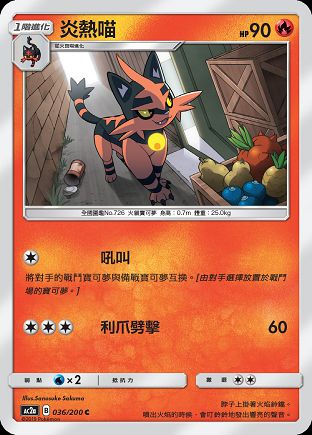 1階進化
炎熱喵
HP 90
從火斑喵進化
全國圖鑑No.726 火貓寶可夢 身高：0.7m 體重：25.0kg
吼叫
將對手的戰鬥寶可夢與備戰寶可夢互換。[由對手選擇放置於戰鬥
場的寶可夢。]
利爪劈擊 60
弱點 ×2 抵抗力 撤退
Illus.Sanosuke Sakuma
AC2a B 036/200 C
©2019 Pokémon
脖子上掛著火焰鈴鐺。
噴出火焰的時候，會叮鈴鈴地發出響亮的聲音。